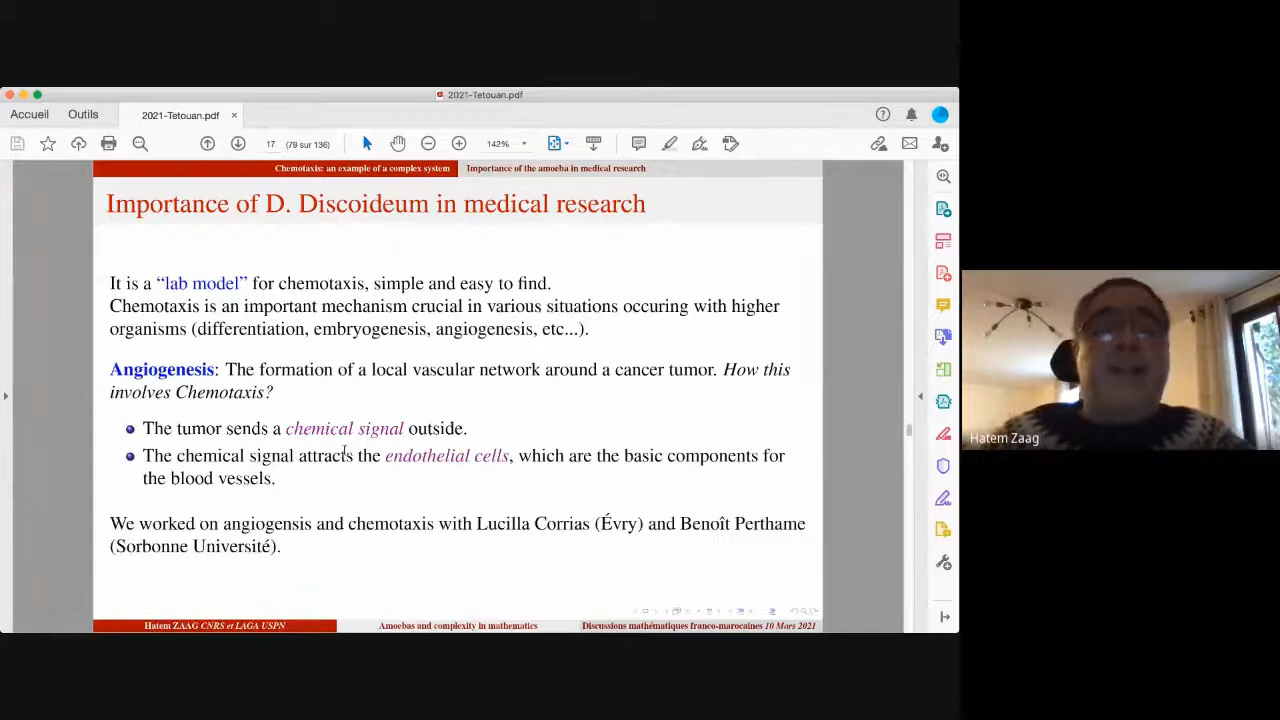 2021-Tetouan.pdf
Accueil Outils 2021-Tetouan.pdf ×
17 (79 sur 136) 142%
Chemotaxis: an example of a complex system Importance of the amoeba in medical research
Importance of D. Discoideum in medical research
It is a “lab model” for chemotaxis, simple and easy to find.
Chemotaxis is an important mechanism crucial in various situations occuring with higher
organisms (differentiation, embryogenesis, angiogenesis, etc...).
Angiogenesis: The formation of a local vascular network around a cancer tumor. How this
involves Chemotaxis?
The tumor sends a chemical signal outside.
The chemical signal attracts the endothelial cells, which are the basic components for
the blood vessels.
We worked on angiogensis and chemotaxis with Lucilla Corrias (Évry) and Benoît Perthame
(Sorbonne Université).
Hatem ZAAG CNRS et LAGA USPN Amoebas and complexity in mathematics Discussions mathématiques franco-marocaines 10 Mars 2021
Hatem Zaag